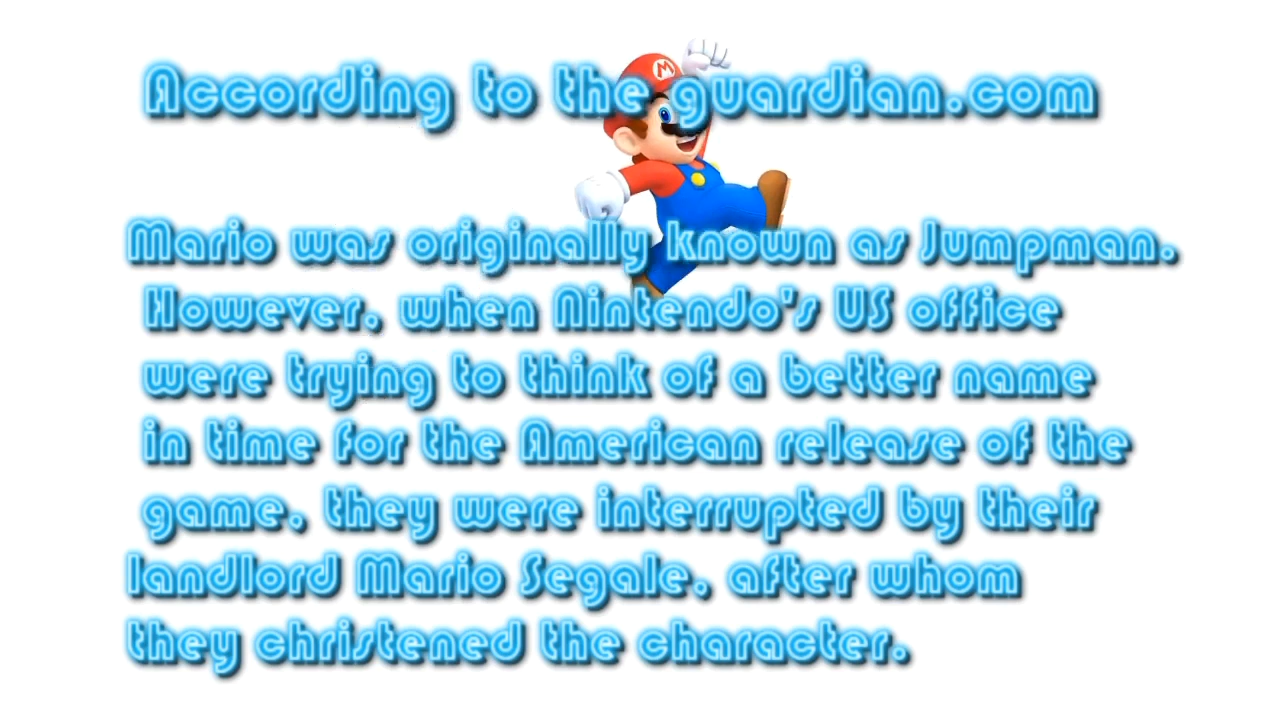 According to the guardian.com
Mario was originally known as Jumpman.
However, when Nintendo's US office
were trying to think of a better name
in time for the American release of the
game, they were interrupted by their
landlord Mario Segale, after whom
they christened the character.